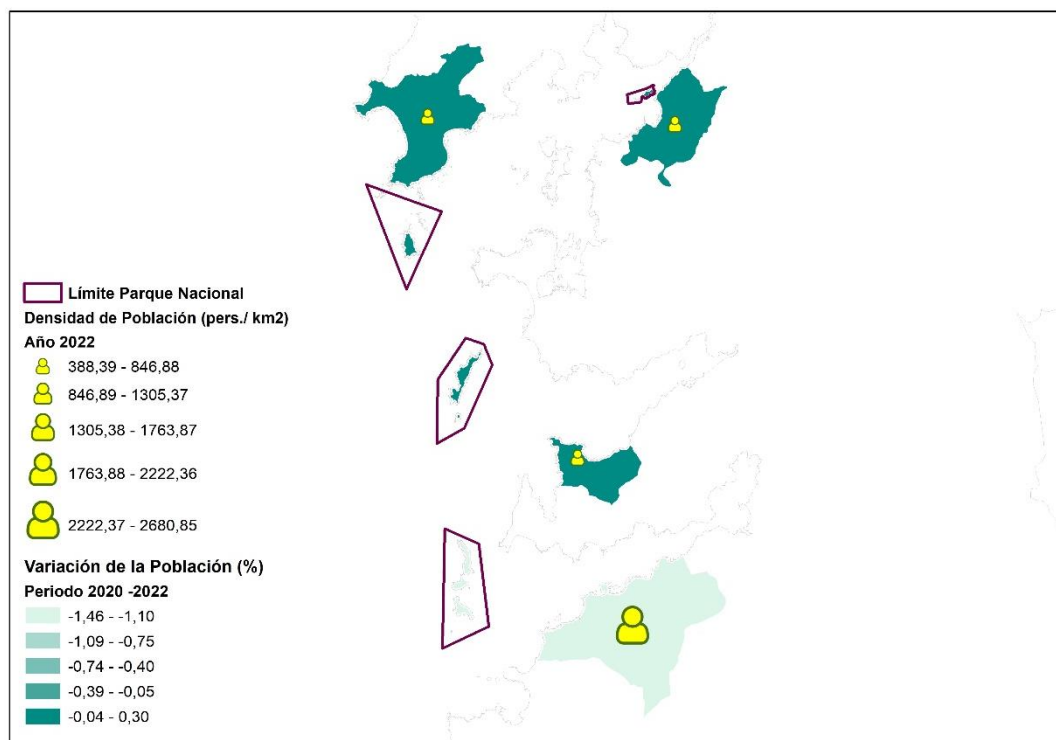 Límite Parque Nacional
Densidad de Población (pers./ km2)
Año 2022
388,39 - 846,88
846,89 - 1305,37
1305,38 - 1763,87
1763,88 - 2222,36
2222,37 - 2680,85
Variación de la Población (%)
Periodo 2020 -2022
-1,46 - -1,10
-1,09 - -0,75
-0,74 - -0,40
-0,39 - -0,05
-0,04 - 0,30